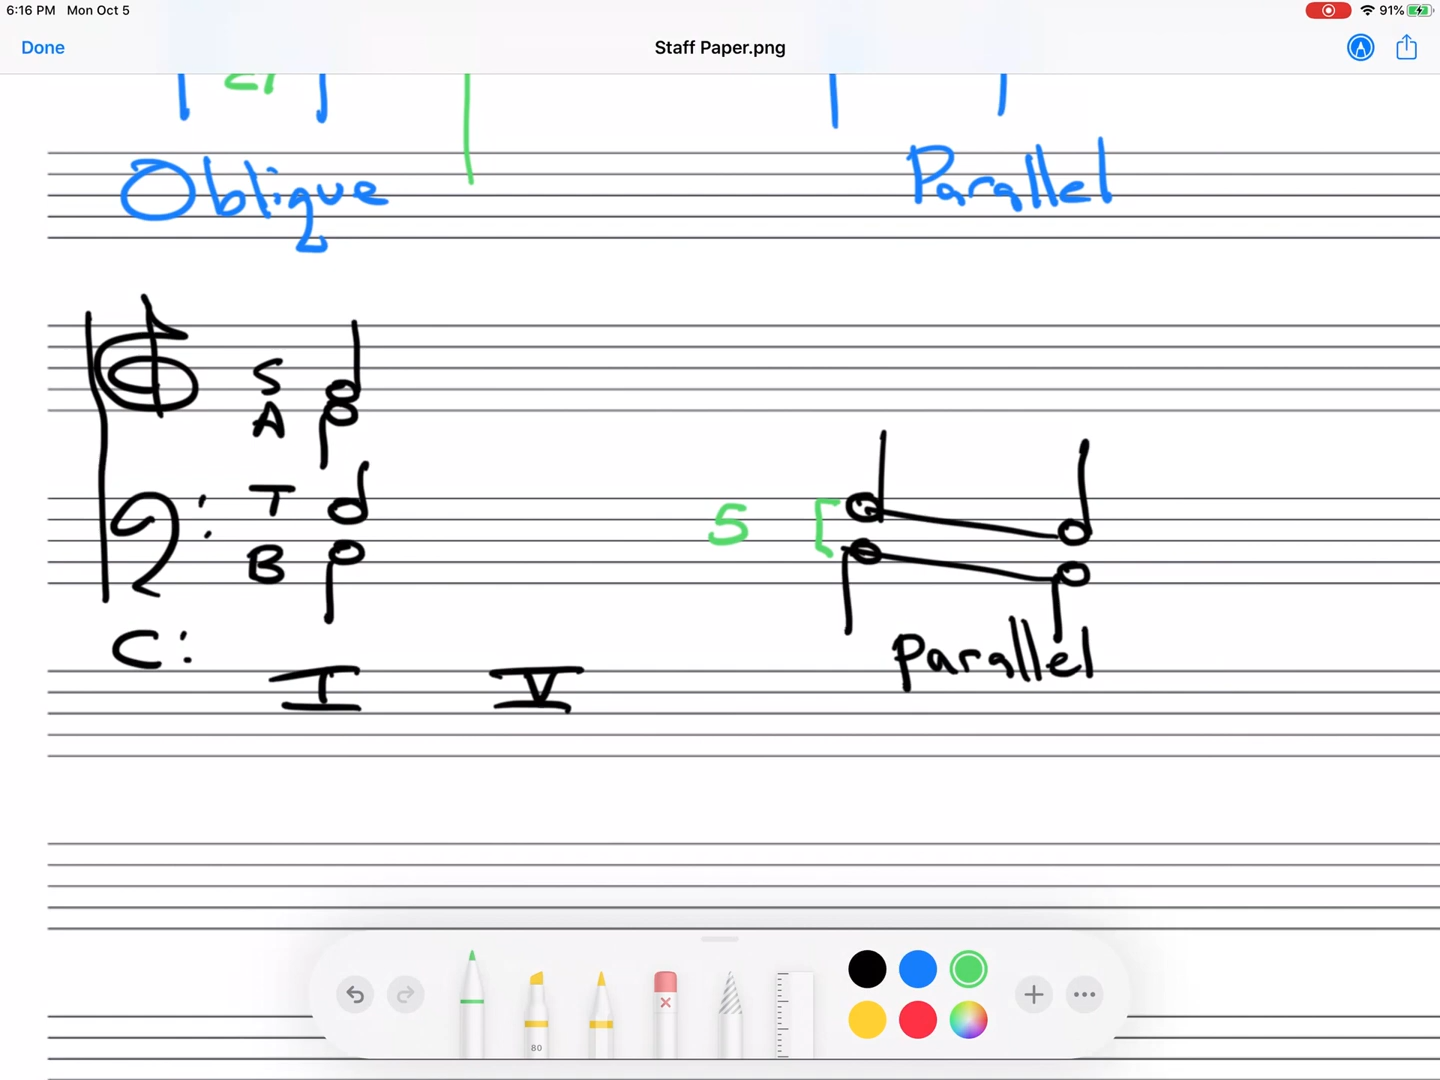 6:16 PM Mon Oct 5
91%
Done
Staff Paper.png
Oblique
Parallel
S
A
T
B
5
C:
I V
parallel
80